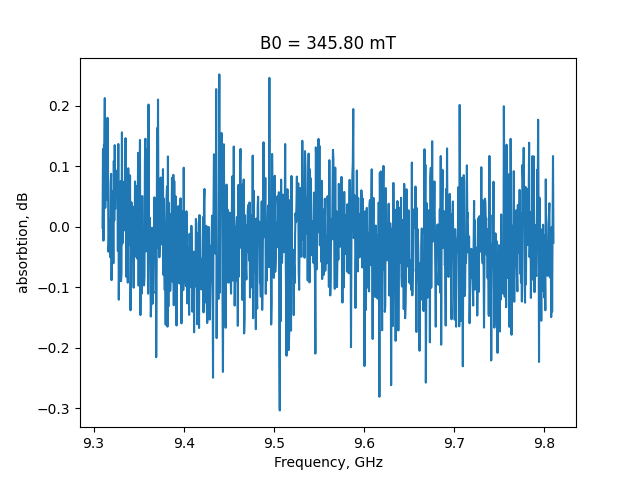 B0 = 345.80 mT
absorbtion, dB
0.2
0.1
0.0
−0.1
−0.2
−0.3
9.3 9.4 9.5 9.6 9.7 9.8
Frequency, GHz